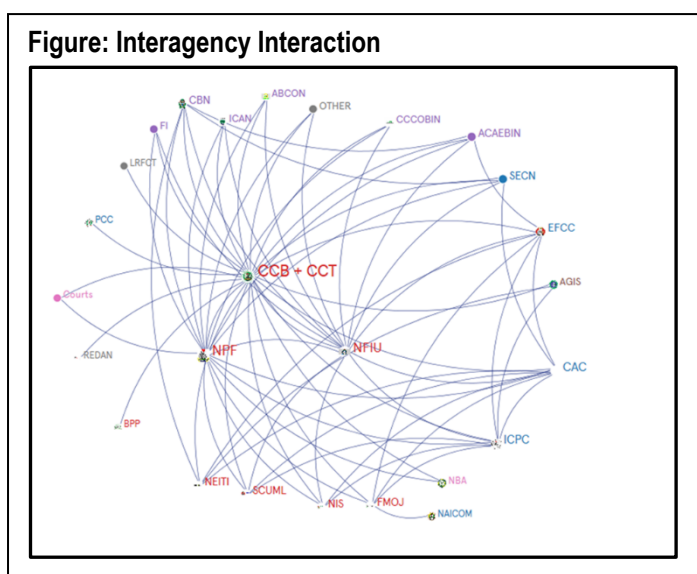 Figure: Interagency Interaction
ABCON
CBN
OTHER
ICAN
CCCOBIN
FI
ACAEBIN
LRFCT
SECN
PCC
EFCC
CCB + CCT
AGIS
Courts
NPF
NFIU
REDAN
CAC
BPP
ICPC
NEITI
SCUML
NBA
NIS
FMOJ
NAICOM